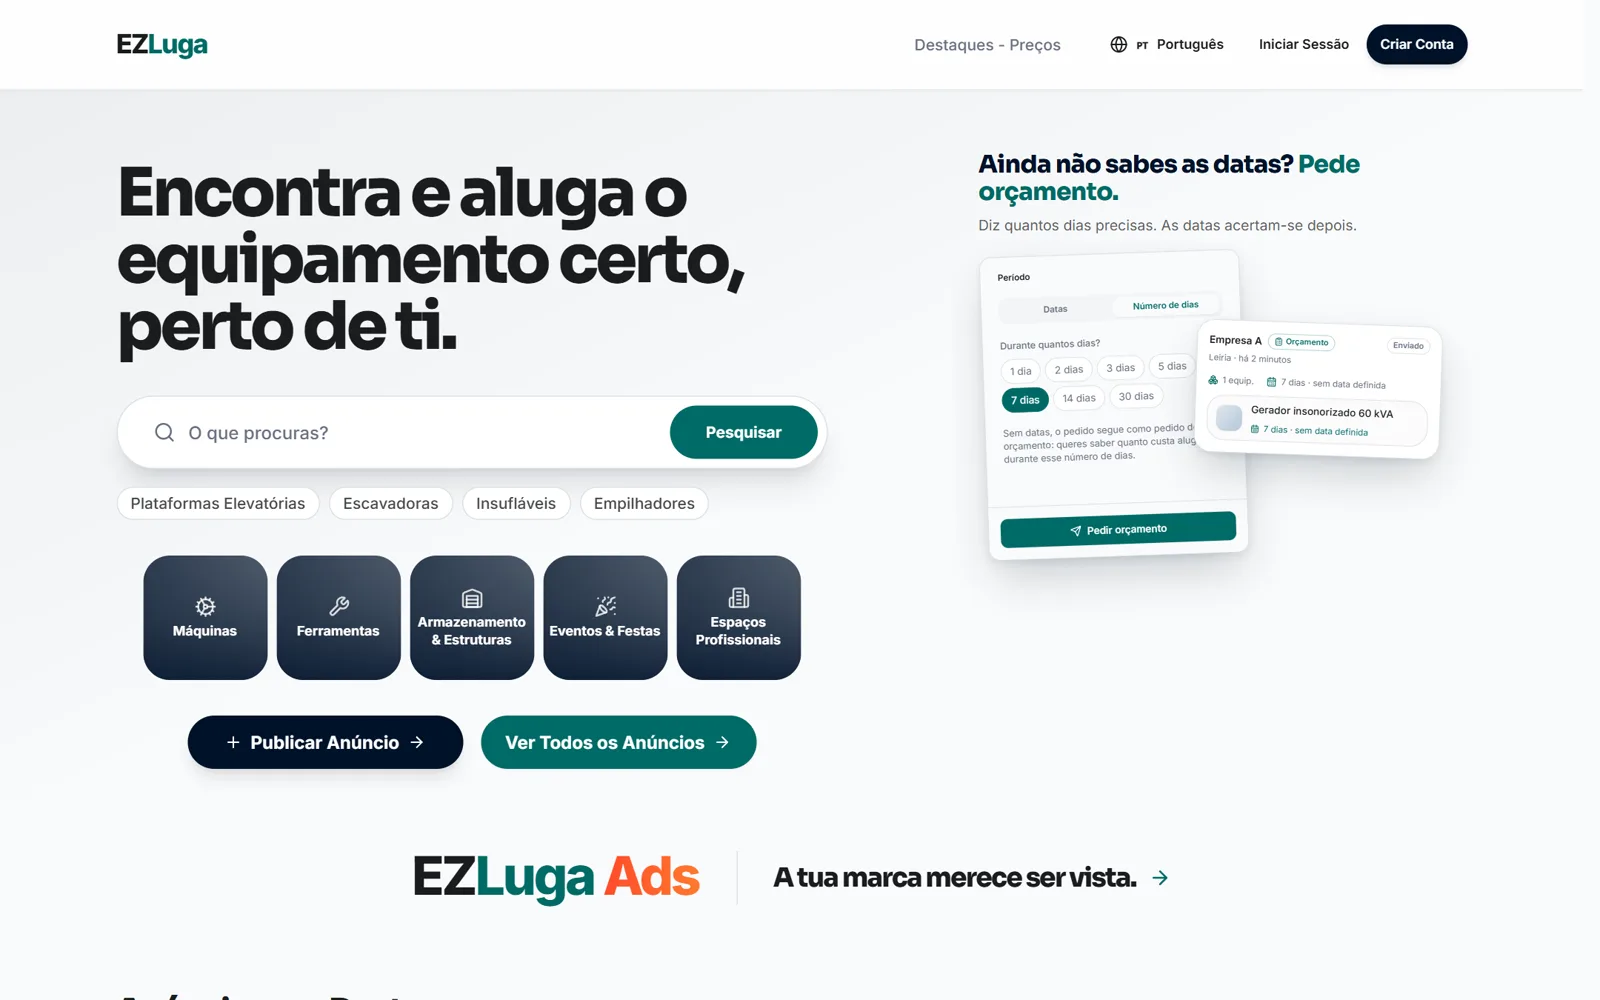 EZLuga
Destaques - Preços
PT Português
Iniciar Sessão
Criar Conta
Encontra e aluga o
equipamento certo,
perto de ti.
O que procuras?
Pesquisar
Plataformas Elevatórias
Escavadoras
Insufláveis
Empilhadores
Máquinas
Ferramentas
Armazenamento
& Estruturas
Eventos & Festas
Espaços
Profissionais
Publicar Anúncio
Ver Todos os Anúncios
Ainda não sabes as datas? Pede
orçamento.
Diz quantos dias precisas. As datas acertam-se depois.
Período
Datas
Número de dias
Durante quantos dias?
1 dia
2 dias
3 dias
5 dias
7 dias
14 dias
30 dias
Sem datas, o pedido segue como pedido
orçamento: queres saber quanto custa
durante esse número de dias.
Pedir orçamento
Empresa A
Orçamento
Enviado
Leiria · há 2 minutos
1 equip.
7 dias · sem data definida
Gerador insonorizado 60 kVA
7 dias · sem data definida
EZLuga Ads
A tua marca merece ser vista.